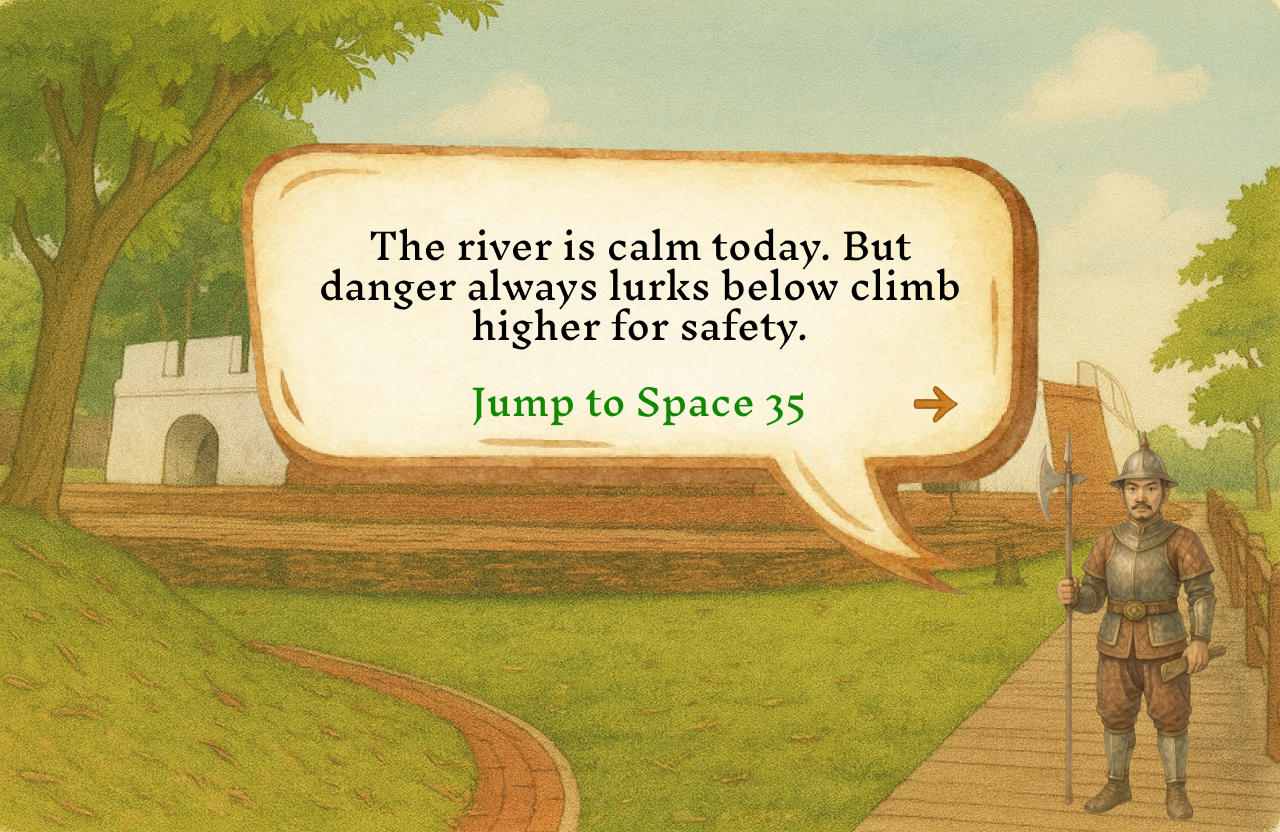 The river is calm today. But
danger always lurks below climb
higher for safety.
Jump to Space 35